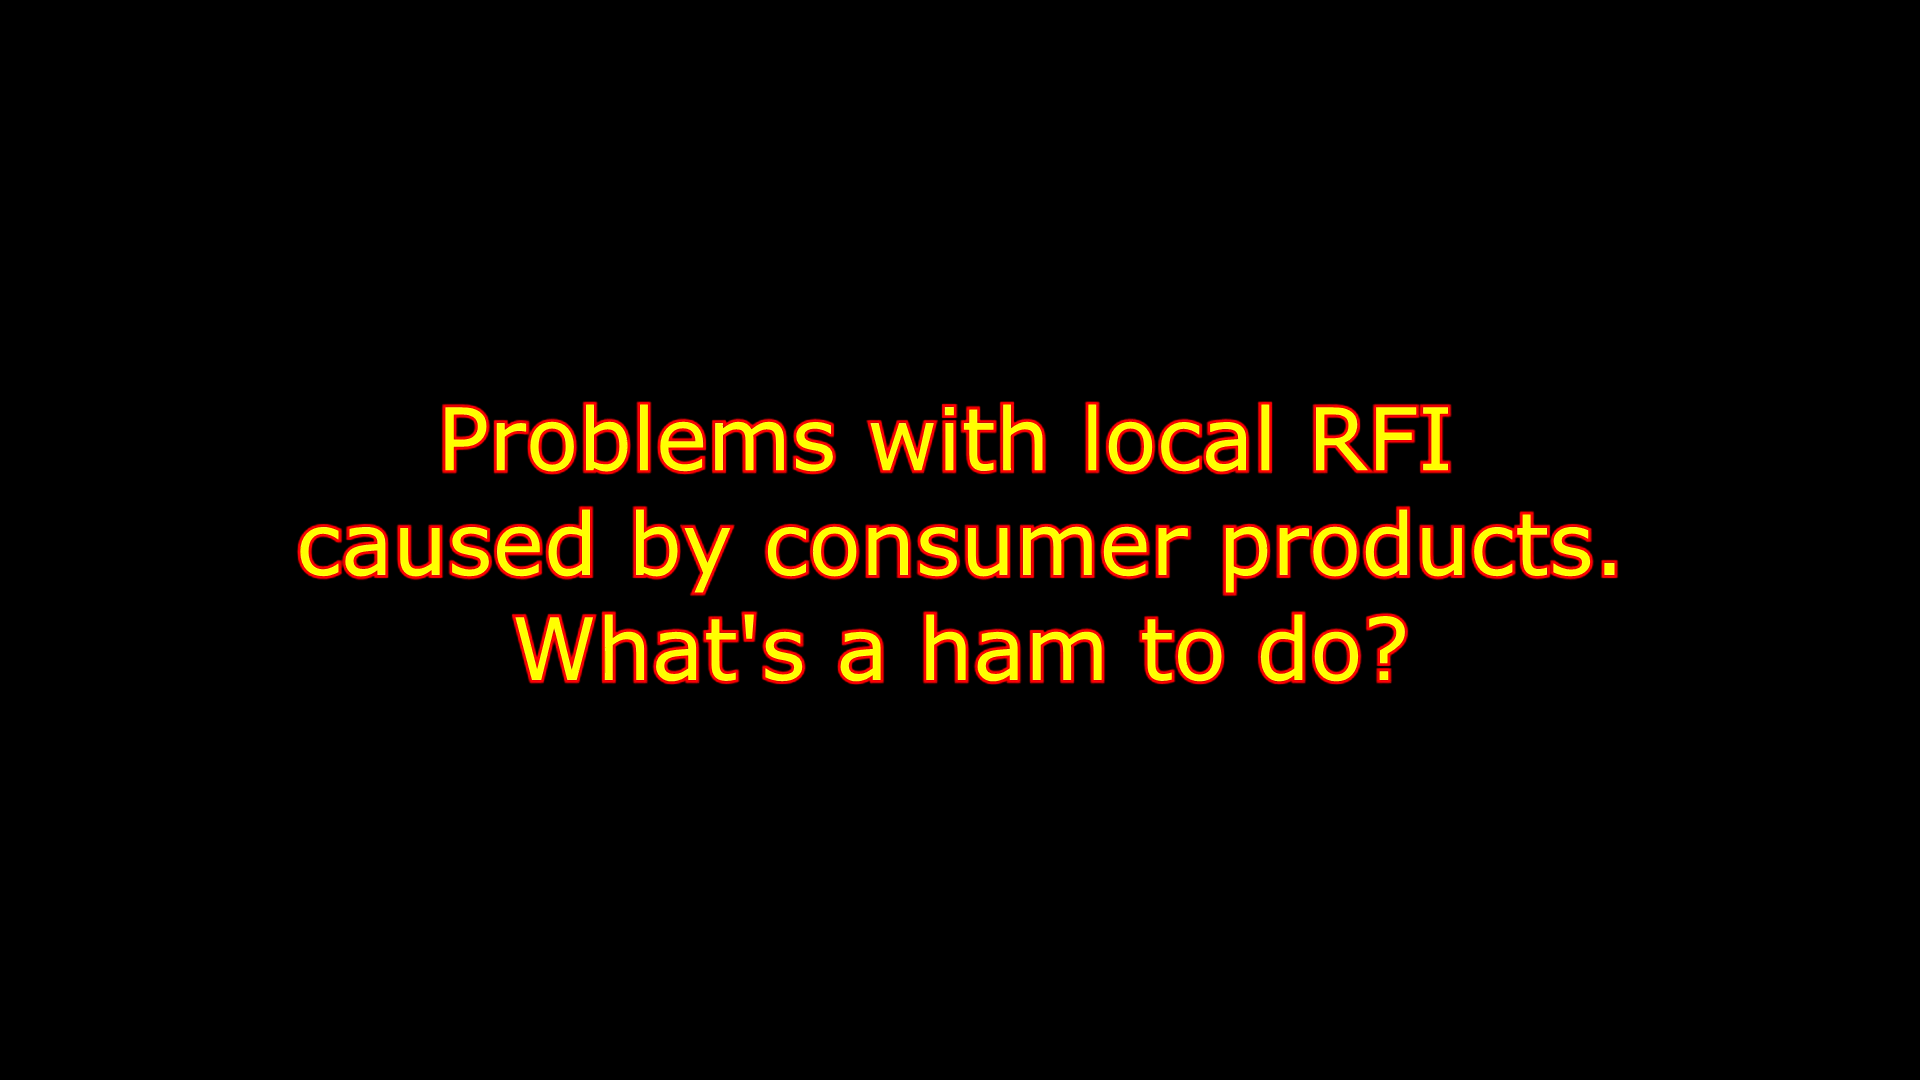 Problems with local RFI
caused by consumer products.
What's a ham to do?